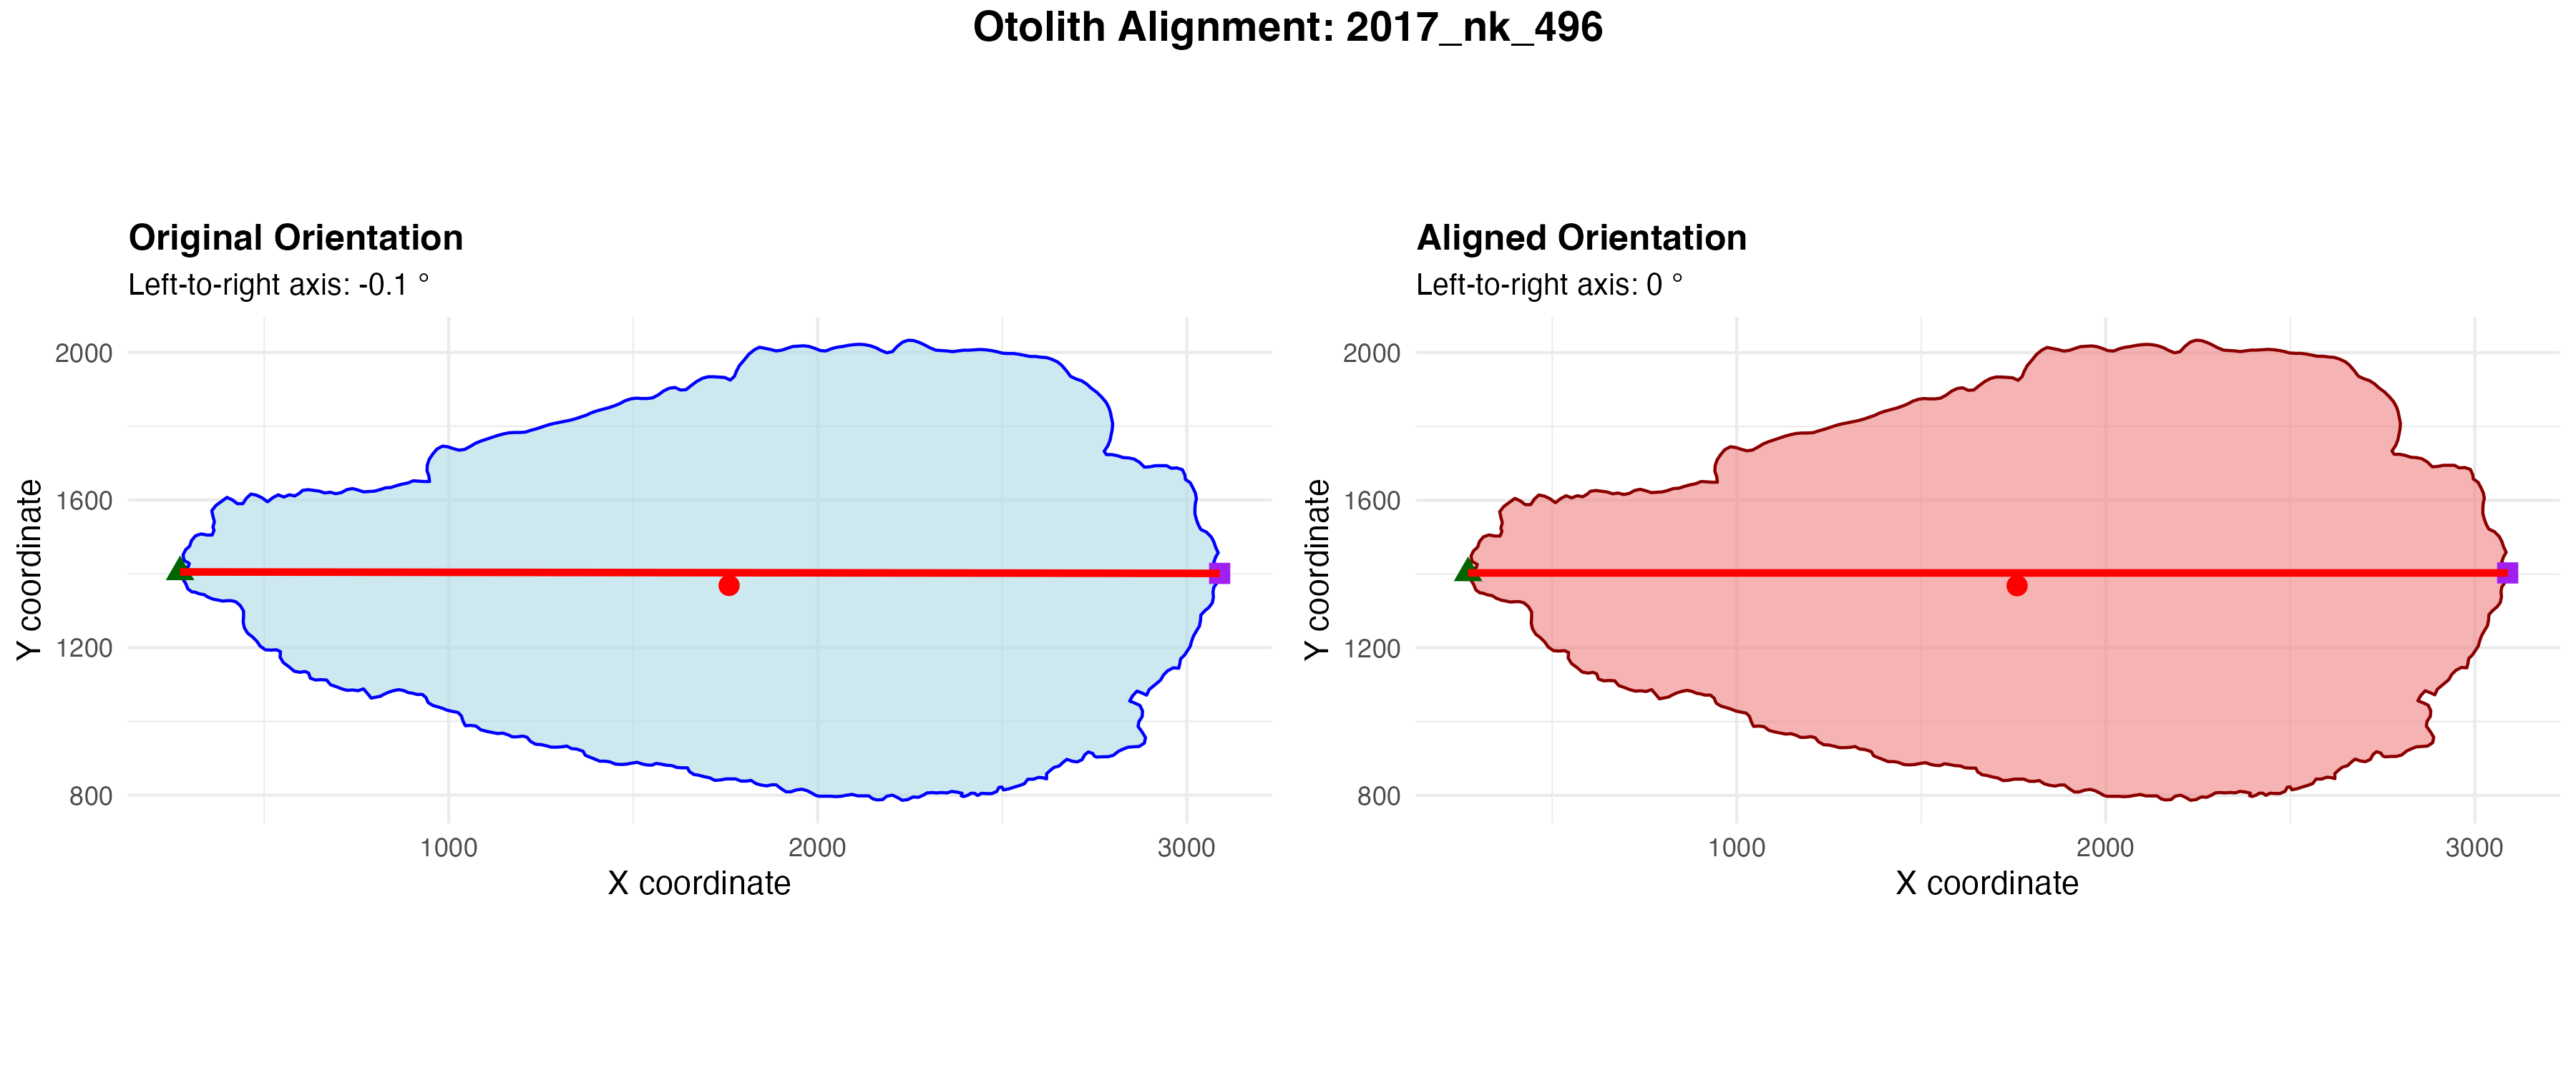 Otolith Alignment: 2017_nk_496
Original Orientation
Left-to-right axis: -0.1 °
2000
1600
1200
800
Y coordinate
1000 2000 3000
X coordinate
Aligned Orientation
Left-to-right axis: 0 °
2000
1600
1200
800
Y coordinate
1000 2000 3000
X coordinate